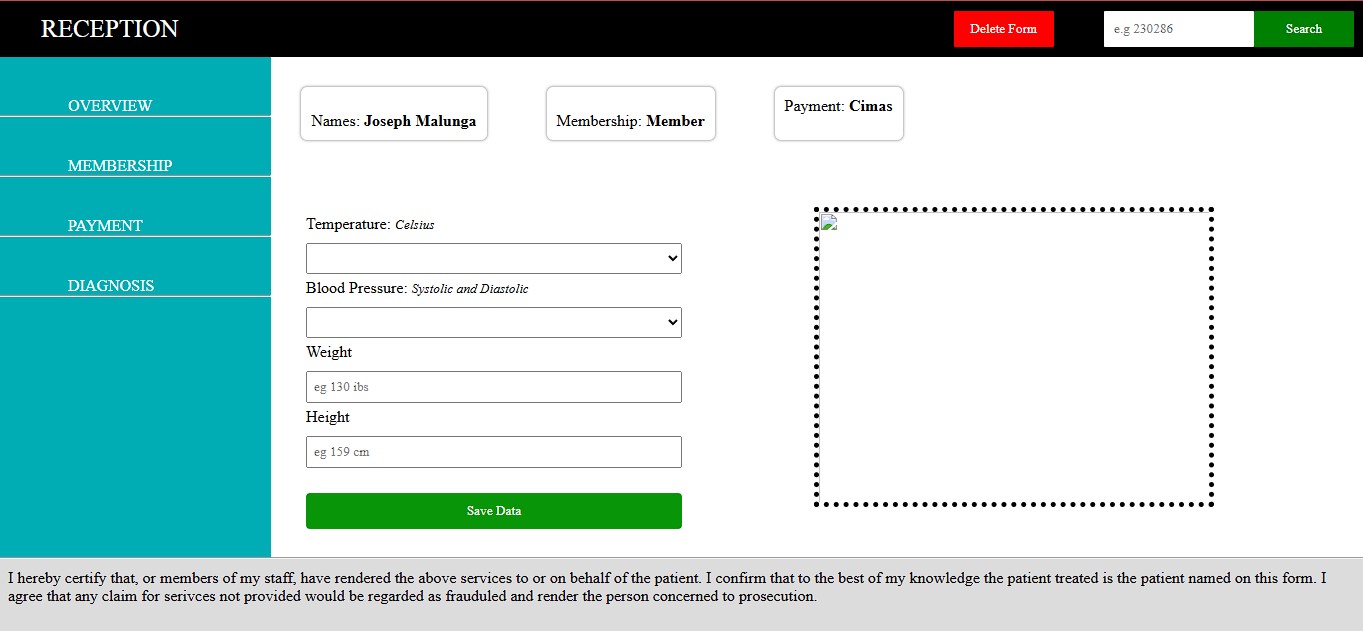 RECEPTION
Delete Form
e.g 230286
Search
OVERVIEW
MEMBERSHIP
PAYMENT
DIAGNOSIS
Names: Joseph Malunga
Membership: Member
Payment: Cimas
Temperature: Celsius
Blood Pressure: Systolic and Diastolic
Weight
eg 130 ibs
Height
eg 159 cm
Save Data
I hereby certify that, or members of my staff, have rendered the above services to or on behalf of the patient. I confirm that to the best of my knowledge the patient treated is the patient named on this form. I
agree that any claim for serivces not provided would be regarded as frauduled and render the person concerned to prosecution.